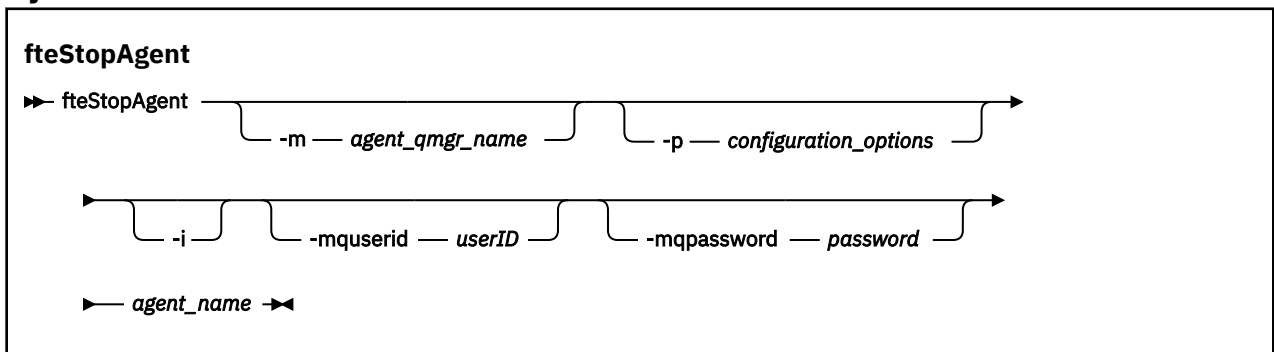 fteStopAgent
fteStopAgent
-m agent_qmgr_name -p configuration_options
-i -mquserid userID -mqpassword password
agent_name